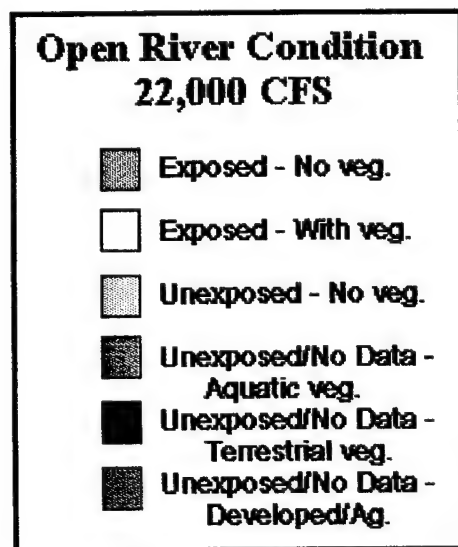 Open River Condition
22,000 CFS
Exposed - No veg.
Exposed - With veg.
Unexposed - No veg.
Unexposed/No Data -
Aquatic veg.
Unexposed/No Data -
Terrestrial veg.
Unexposed/No Data -
Developed/Ag.